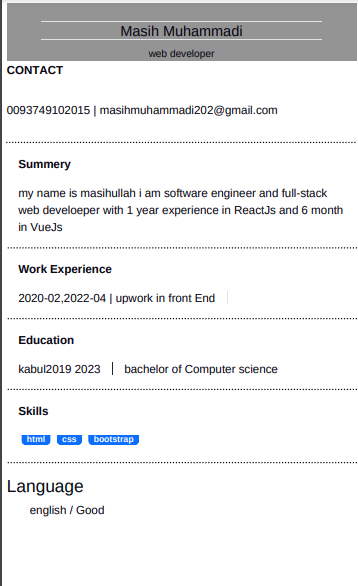 Masih Muhammadi
web developer
CONTACT
0093749102015 | masihmuhammadi202@gmail.com
Summery
my name is masihullah i am software engineer and full-stack
web develoeper with 1 year experience in ReactJs and 6 month
in VueJs
Work Experience
2020-02,2022-04 | upwork in front End
Education
kabul2019 2023 | bachelor of Computer science
Skills
html css bootstrap
Language
english / Good